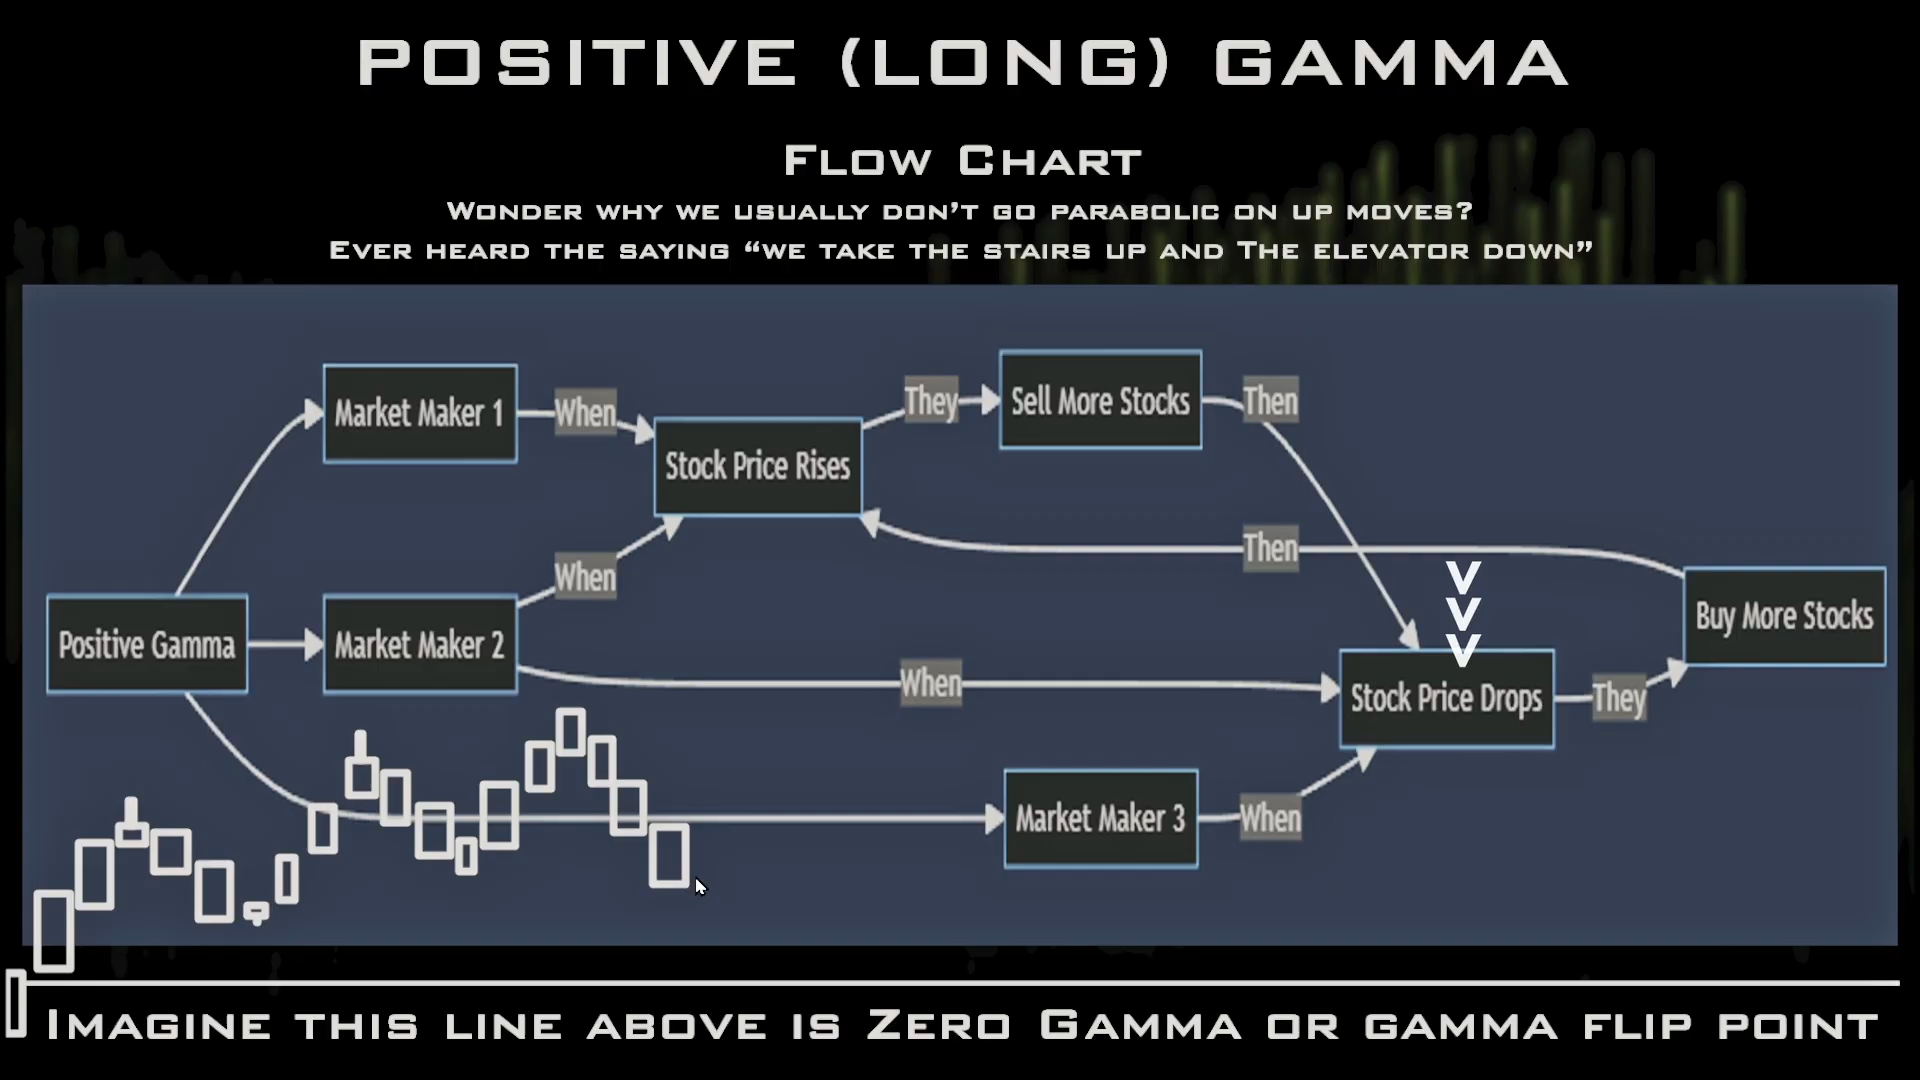 POSITIVE (LONG) GAMMA
FLOW CHART
WONDER WHY WE USUALLY DON'T GO PARABOLIC ON UP MOVES?
EVER HEARD THE SAYING “WE TAKE THE STAIRS UP AND THE ELEVATOR DOWN”
Market Maker 1
When
Stock Price Rises
They
Sell More Stocks
Then
Then
When
Positive Gamma
Market Maker 2
When
Stock Price Drops
They
Buy More Stocks
Market Maker 3
When
IMAGINE THIS LINE ABOVE IS ZERO GAMMA OR GAMMA FLIP POINT